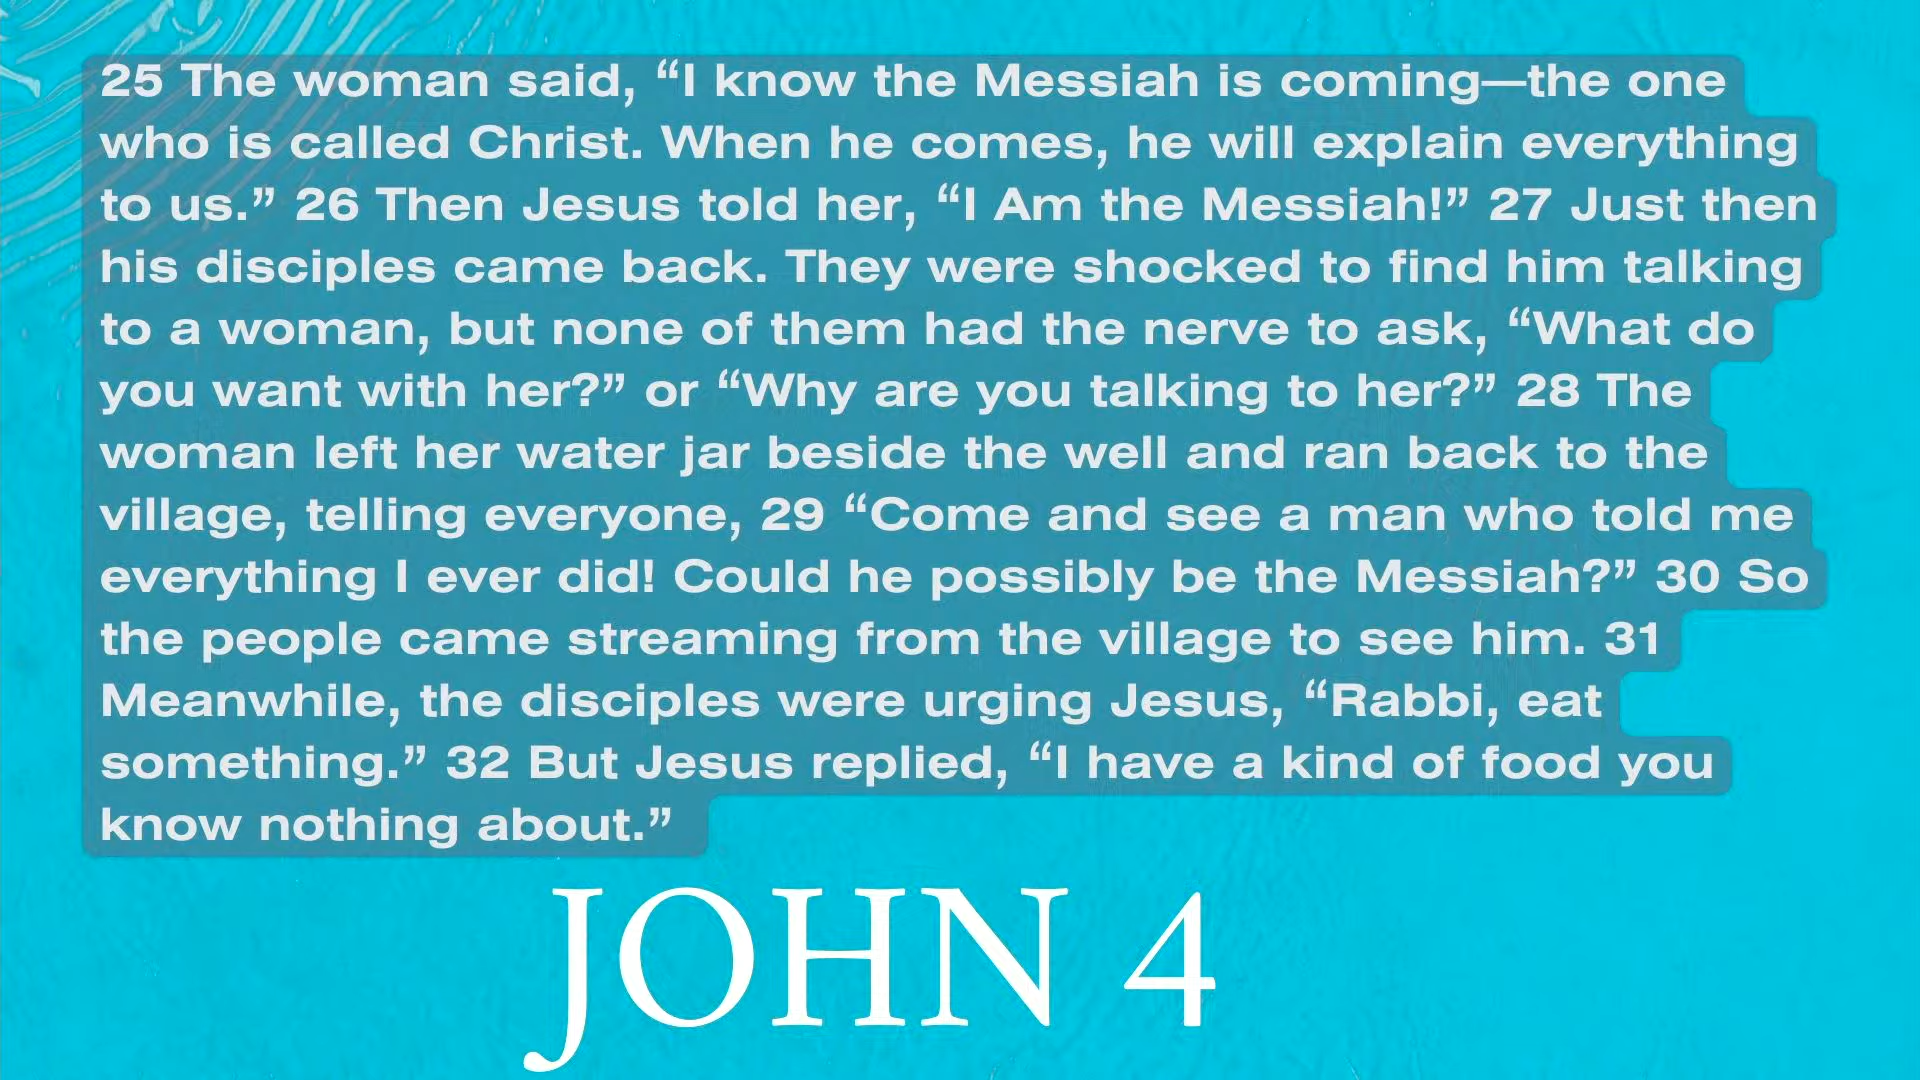 25 The woman said, “I know the Messiah is coming—the one
who is called Christ. When he comes, he will explain everything
to us.” 26 Then Jesus told her, “I Am the Messiah!” 27 Just then
his disciples came back. They were shocked to find him talking
to a woman, but none of them had the nerve to ask, “What do
you want with her?” or “Why are you talking to her?” 28 The
woman left her water jar beside the well and ran back to the
village, telling everyone, 29 “Come and see a man who told me
everything I ever did! Could he possibly be the Messiah?” 30 So
the people came streaming from the village to see him. 31
Meanwhile, the disciples were urging Jesus, “Rabbi, eat
something.” 32 But Jesus replied, “I have a kind of food you
know nothing about.”
JOHN 4